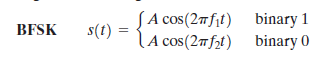 BFSK s(t) = { A cos(2πf₁t) binary 1
A cos(2πf₂t) binary 0